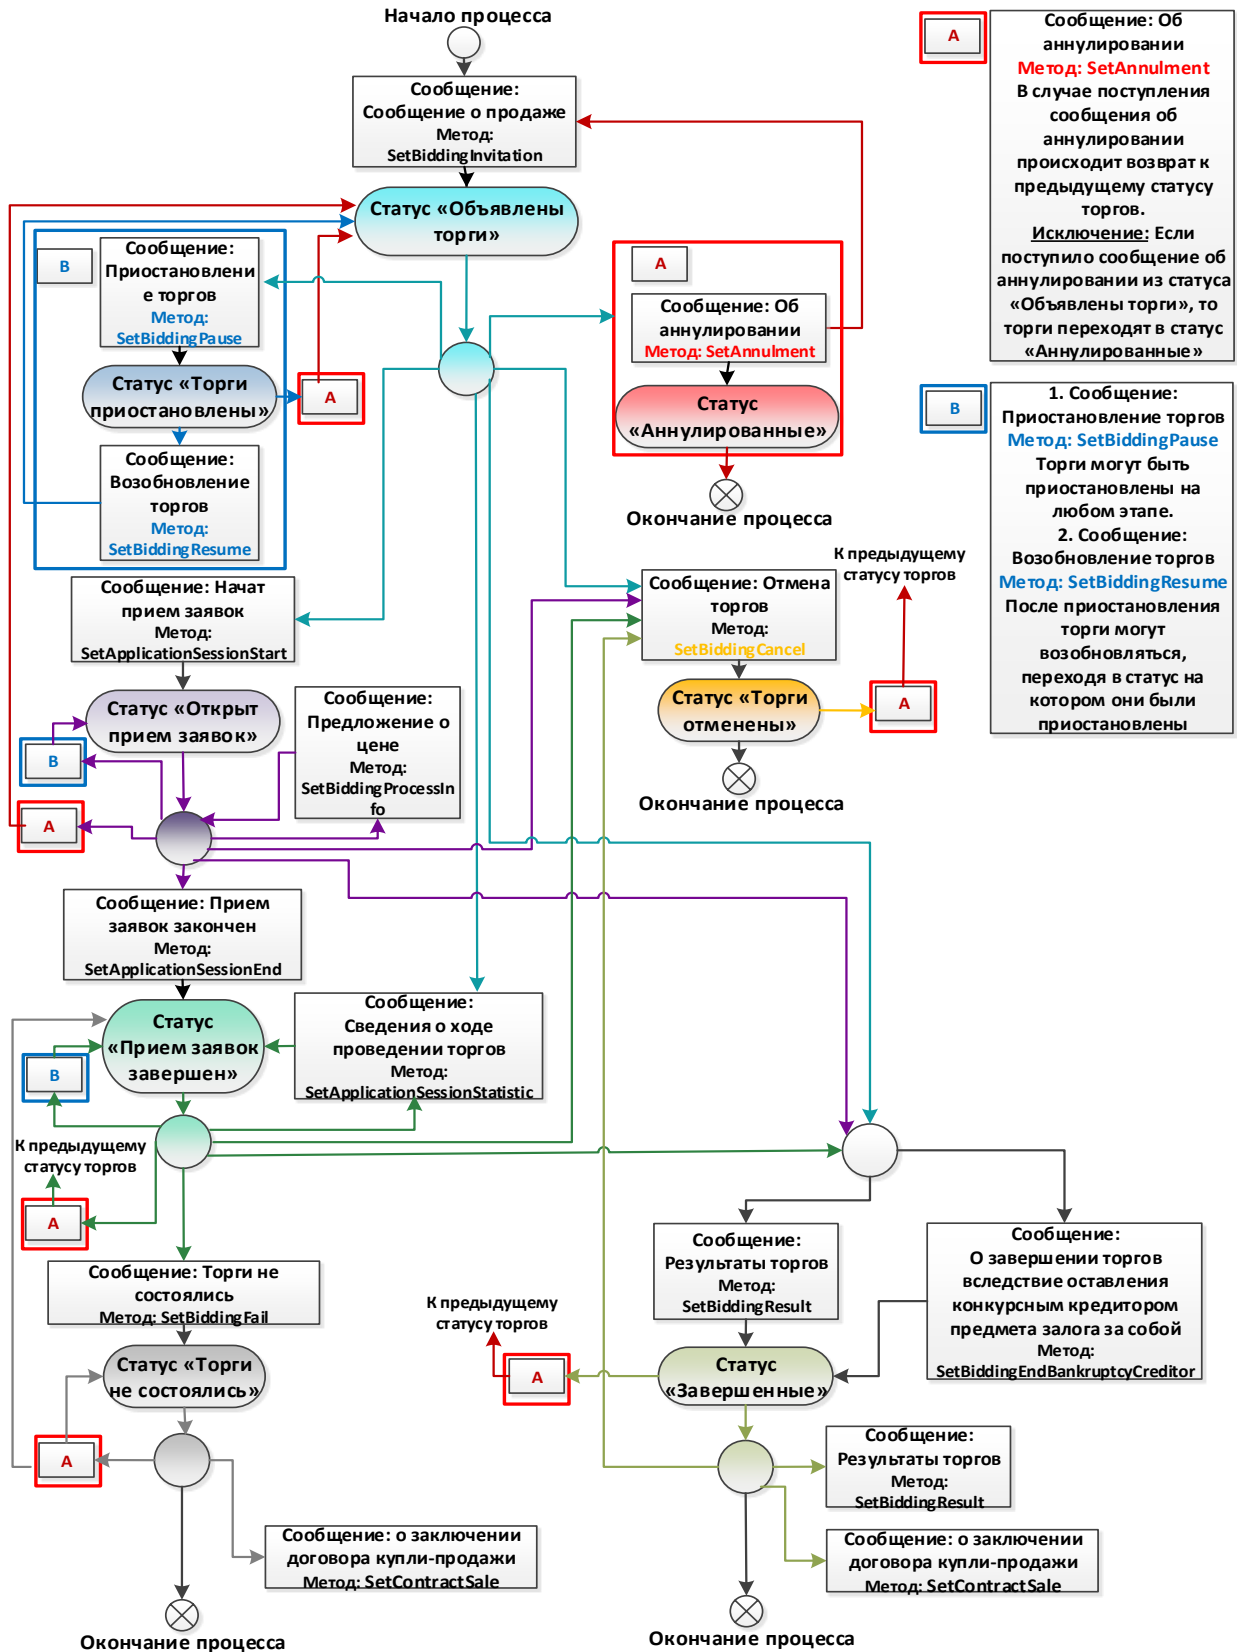 Начало процесса
Сообщение:
Сообщение о продаже
Метод:
SetBiddingInvitation
Статус «Объявлены
торги»
A
Сообщение: Об
аннулировании
Метод: SetAnnulment
В случае поступления
сообщения об
аннулировании
происходит возврат к
предыдущему статусу
торгов.
Исключение: Если
поступило сообщение об
аннулировании из статуса
«Объявлены торги», то
торги переходят в статус
«Аннулированные»
B
Сообщение:
Приостановлени
е торгов
Метод:
SetBiddingPause
Статус «Торги
приостановлены»
A
Сообщение:
Возобновление
торгов
Метод:
SetBiddingResume
A
Сообщение: Об
аннулировании
Метод: SetAnnulment
Статус
«Аннулированные»
Окончание процесса
B
1. Сообщение:
Приостановление торгов
Метод: SetBiddingPause
Торги могут быть
приостановлены на
любом этапе.
2. Сообщение:
Возобновление торгов
Метод: SetBiddingResume
После приостановления
торги могут
возобновляться,
переходя в статус на
котором они были
приостановлены
Сообщение: Начат
прием заявок
Метод:
SetApplicationSessionStart
Статус «Открыт
прием заявок»
B
A
Сообщение:
Предложение о
цене
Метод:
SetBiddingProcessIn
fo
Сообщение: Отмена
торгов
Метод:
SetBiddingCancel
Статус «Торги
отменены»
A
К предыдущему
статусу торгов
Окончание процесса
Сообщение: Прием
заявок закончен
Метод:
SetApplicationSessionEnd
Статус
«Прием заявок
завершен»
B
Сообщение:
Сведения о ходе
проведении торгов
Метод:
SetApplicationSessionStatistic
К предыдущему
статусу торгов
A
Сообщение: Торги не
состоялись
Метод: SetBiddingFail
Статус «Торги
не состоялись»
A
Сообщение: о заключении
договора купли-продажи
Метод: SetContractSale
Окончание процесса
Сообщение:
Результаты торгов
Метод:
SetBiddingResult
Сообщение:
О завершении торгов
вследствие оставления
конкурсным кредитором
предмета залога за собой
Метод:
SetBiddingEndBankruptcyCreditor
К предыдущему
статусу торгов
A
Статус
«Завершенные»
Сообщение:
Результаты торгов
Метод:
SetBiddingResult
Сообщение: о заключении
договора купли-продажи
Метод: SetContractSale
Окончание процесса